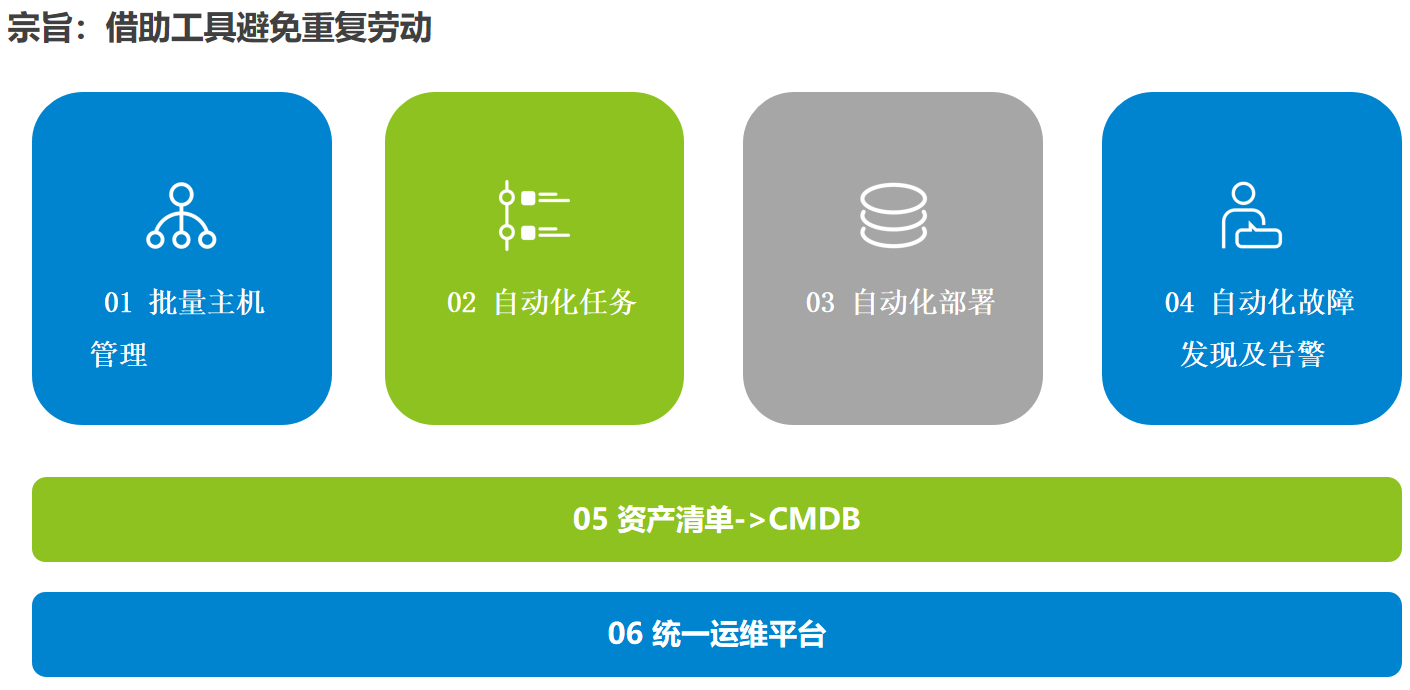 宗旨：借助工具避免重复劳动
01 批量主机
管理
02 自动化任务
03 自动化部署
04 自动化故障
发现及告警
05 资产清单->CMDB
06 统一运维平台